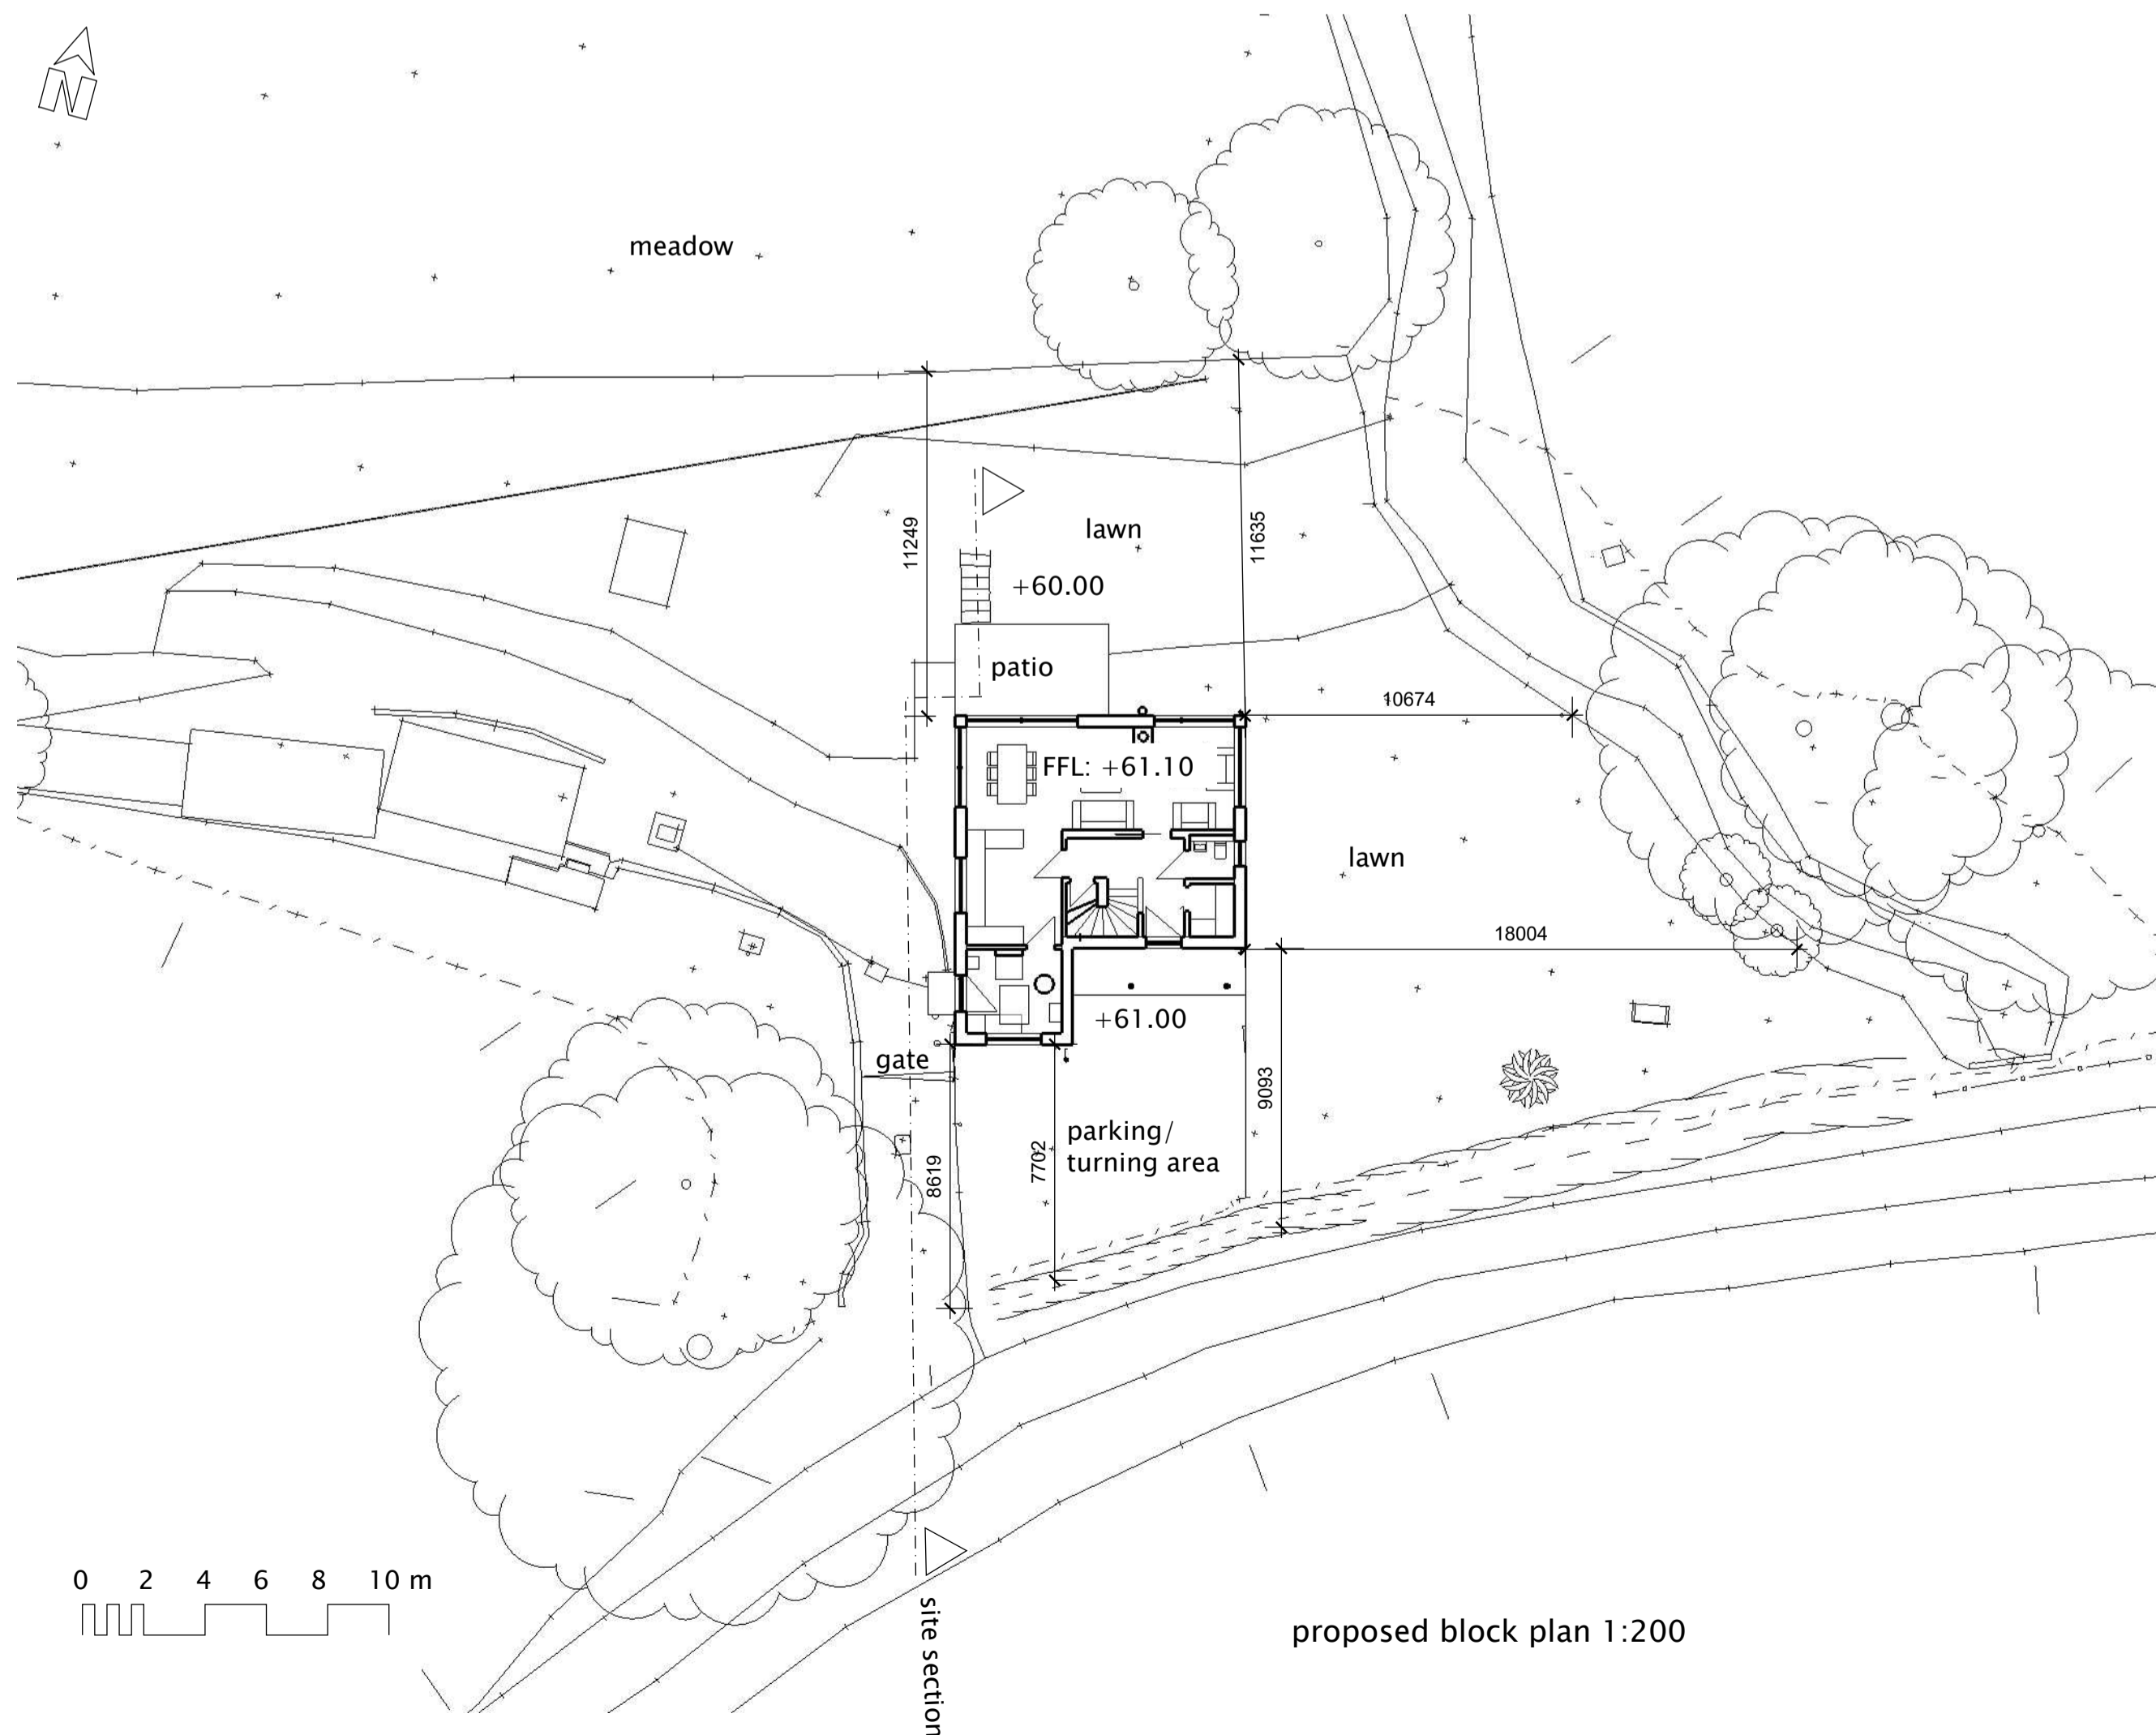 N
meadow
11249
lawn
11635
+60.00
patio
10674
FFL: +61.10
lawn
18004
+61.00
gate
9093
parking/
turning area
7702
8619
0 2 4 6 8 10 m
site section
proposed block plan 1:200